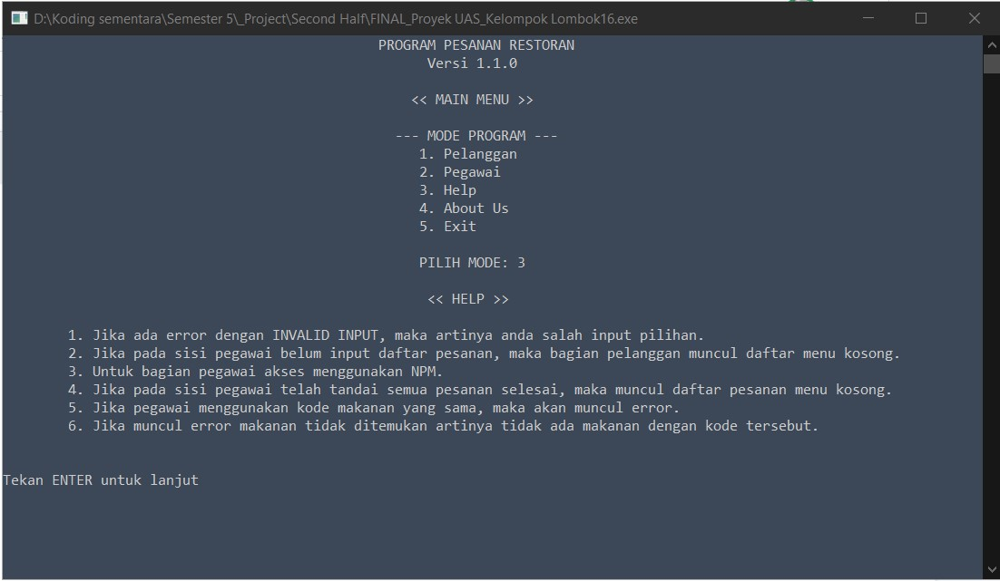 D:\Koding sementara\Semester 5\_Project\Second Half\FINAL_Proyek UAS_Kelompok Lombok16.exe
PROGRAM PESANAN RESTORAN
Versi 1.1.0
<< MAIN MENU >>
--- MODE PROGRAM ---
1. Pelanggan
2. Pegawai
3. Help
4. About Us
5. Exit
PILIH MODE: 3
<< HELP >>
1. Jika ada error dengan INVALID INPUT, maka artinya anda salah input pilihan.
2. Jika pada sisi pegawai belum input daftar pesanan, maka bagian pelanggan muncul daftar menu kosong.
3. Untuk bagian pegawai akses menggunakan NPM.
4. Jika pada sisi pegawai telah tandai semua pesanan selesai, maka muncul daftar pesanan menu kosong.
5. Jika pegawai menggunakan kode makanan yang sama, maka akan muncul error.
6. Jika muncul error makanan tidak ditemukan artinya tidak ada makanan dengan kode tersebut.
Tekan ENTER untuk lanjut